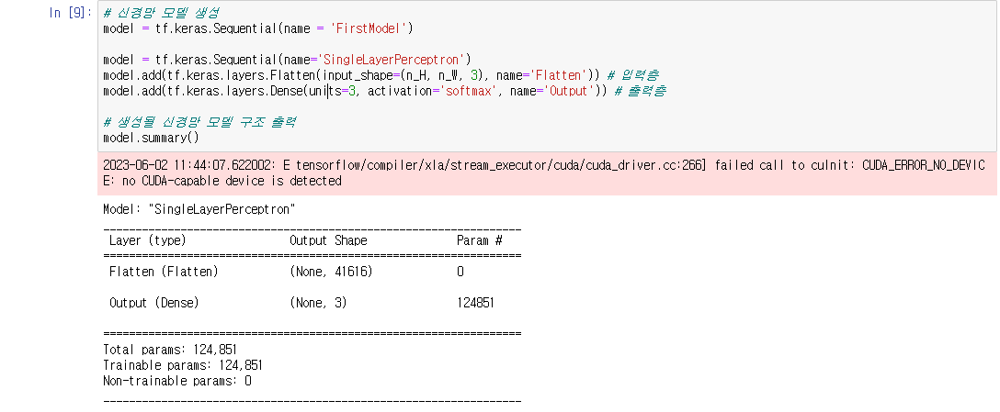 In [9]: # 신경망 모델 생성
model = tf.keras.Sequential(name = 'FirstModel')
model = tf.keras.Sequential(name='SingleLayerPerceptron')
model.add(tf.keras.layers.Flatten(input_shape=(n_H, n_W, 3), name='Flatten')) # 입력층
model.add(tf.keras.layers.Dense(units=3, activation='softmax', name='Output')) # 출력층
# 생성될 신경망 모델 구조 출력
model.summary()
2023-06-02 11:44:07.622002: E tensorflow/compiler/xla/stream_executor/cuda/cuda_driver.cc:266] failed call to cuInit: CUDA_ERROR_NO_DEVIC
E: no CUDA-capable device is detected
Model: "SingleLayerPerceptron"
_________________________________________________________________
Layer (type) Output Shape Param #
=================================================================
Flatten (Flatten) (None, 41616) 0
Output (Dense) (None, 3) 124851
=================================================================
Total params: 124,851
Trainable params: 124,851
Non-trainable params: 0
_________________________________________________________________